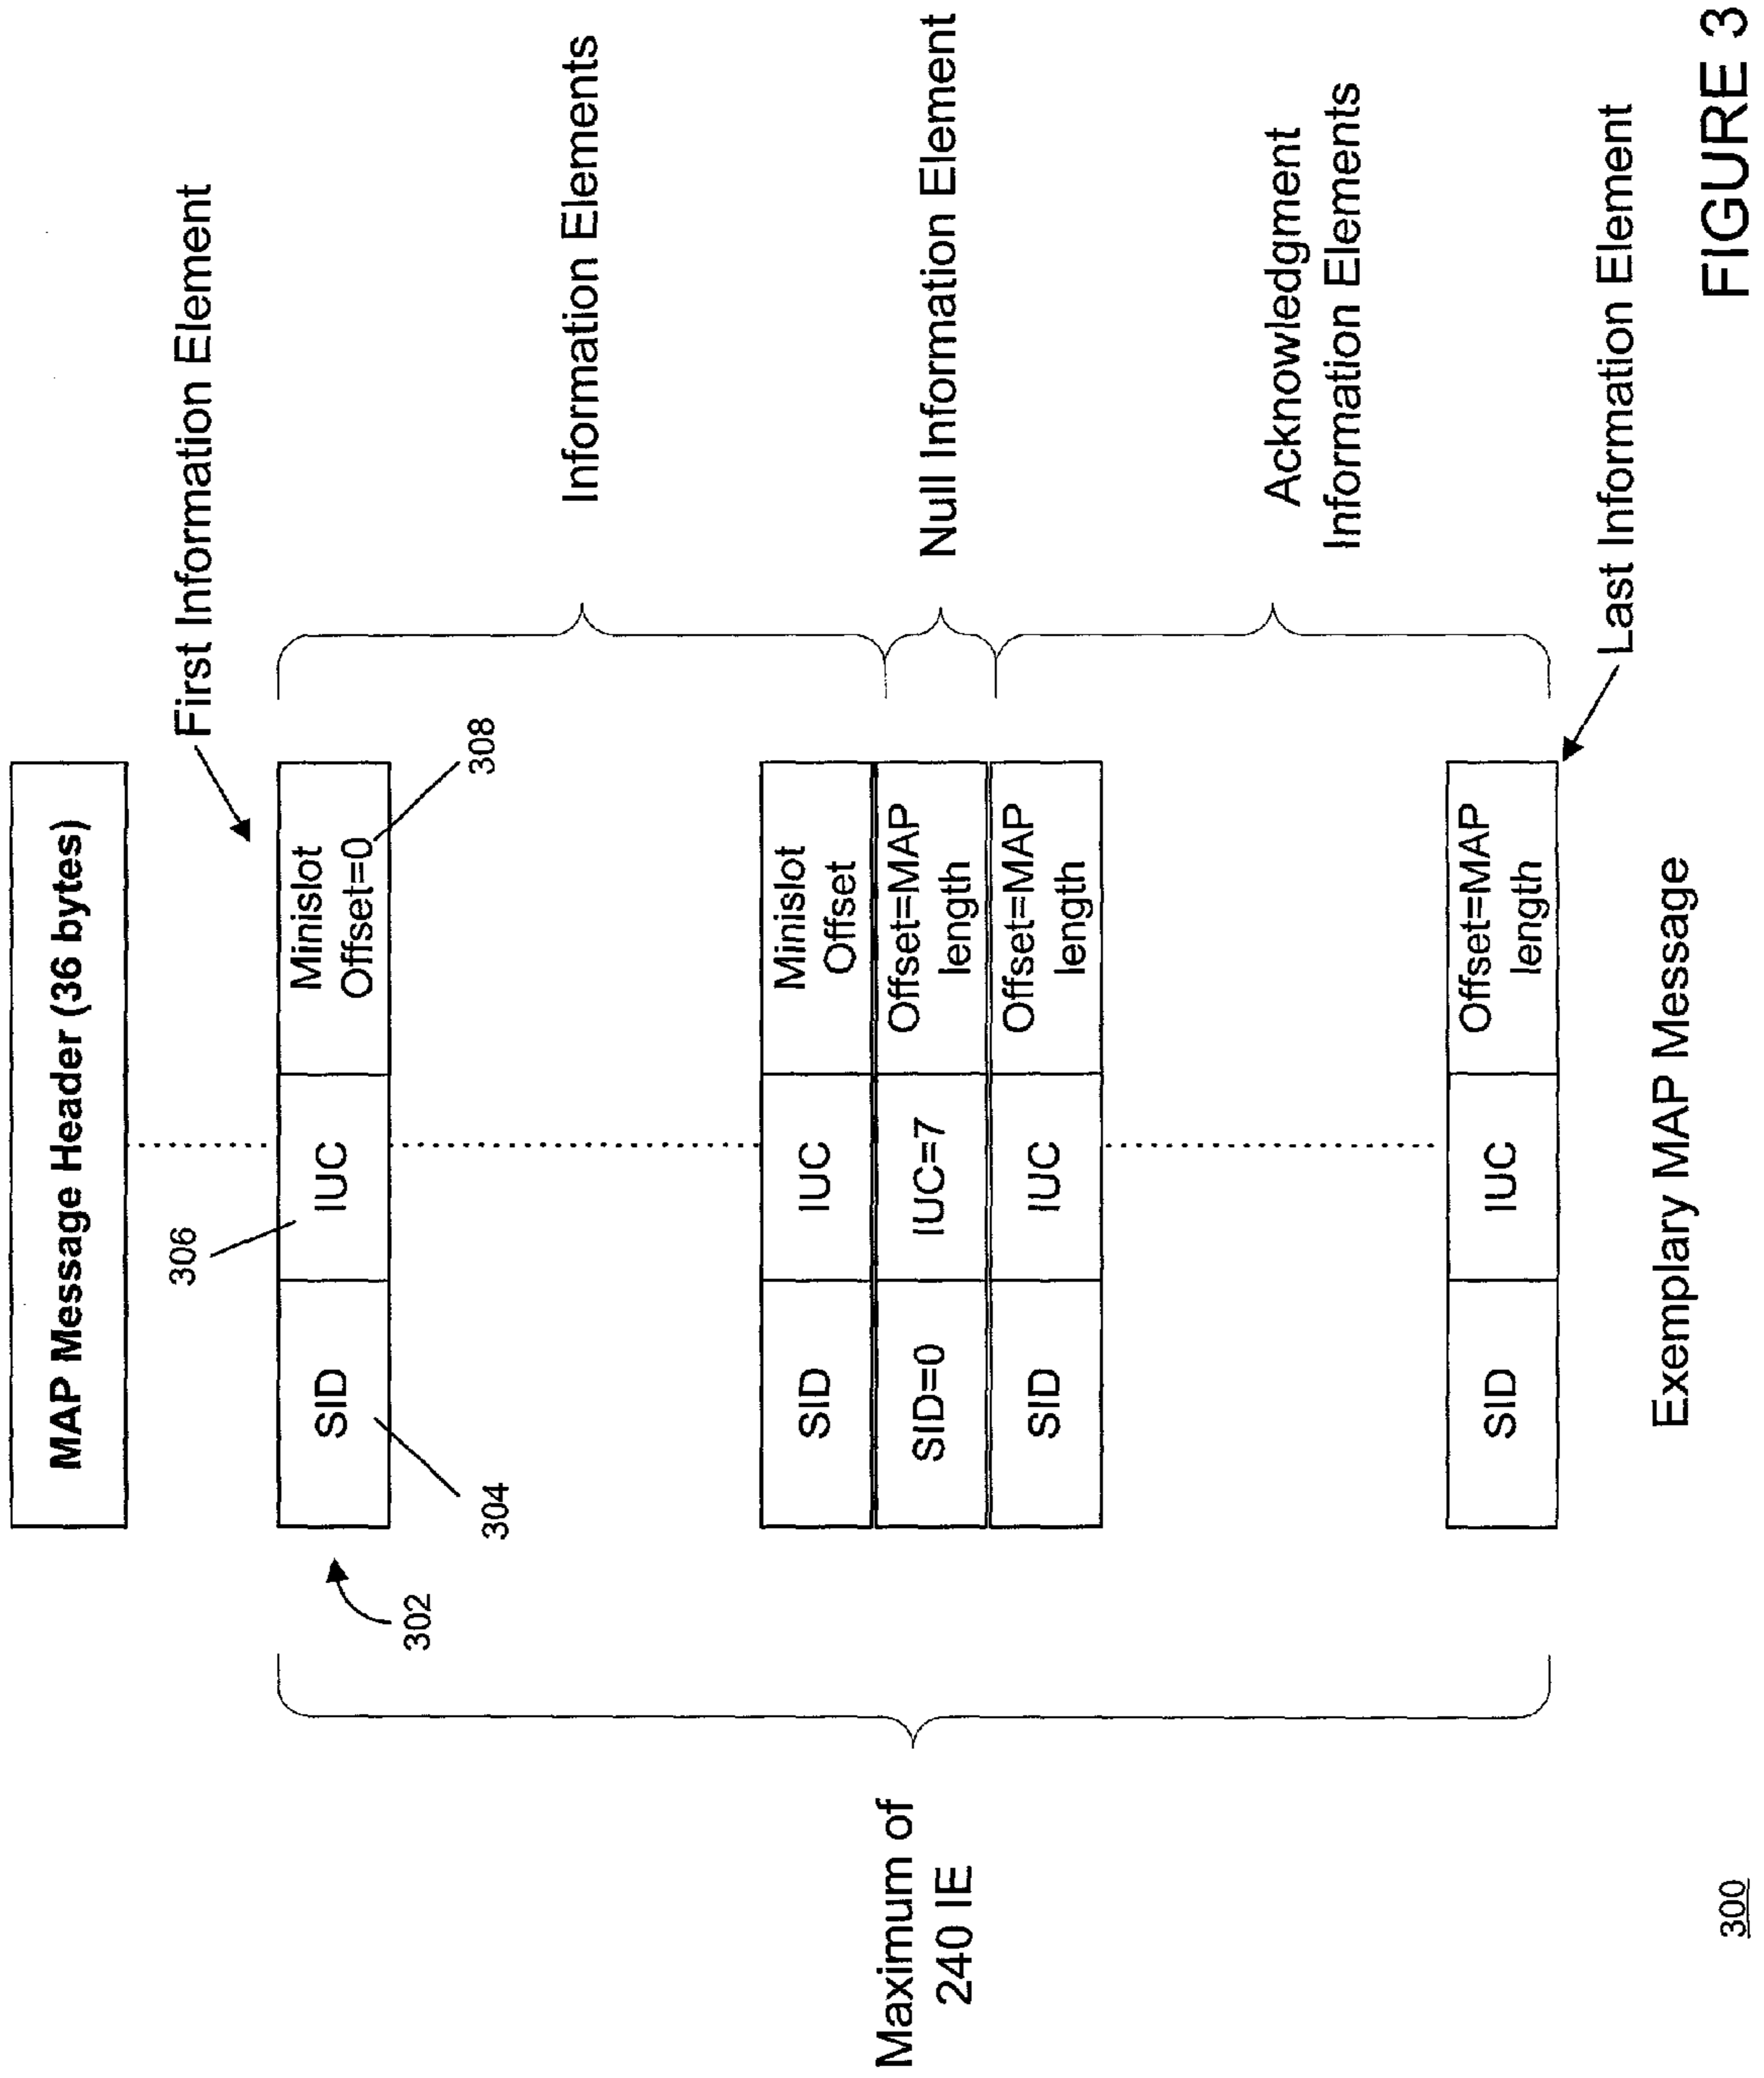 MAP Message Header (36 bytes)
First Information Element
306
302
304
SID
IUC
Minislot
Offset=0
308
Information Elements
SID
IUC
Minislot
Offset
Maximum of
240 IE
SID=0
IUC=7
Offset=MAP
length
Null Information Element
SID
IUC
Offset=MAP
length
Acknowledgment
Information Elements
SID
IUC
Offset=MAP
length
Last Information Element
Exemplary MAP Message
300
FIGURE 3